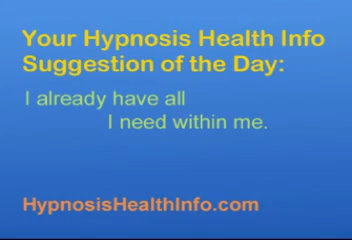 Your Hypnosis Health Info
Suggestion of the Day:
I already have all
I need within me.
HypnosisHealthInfo.com